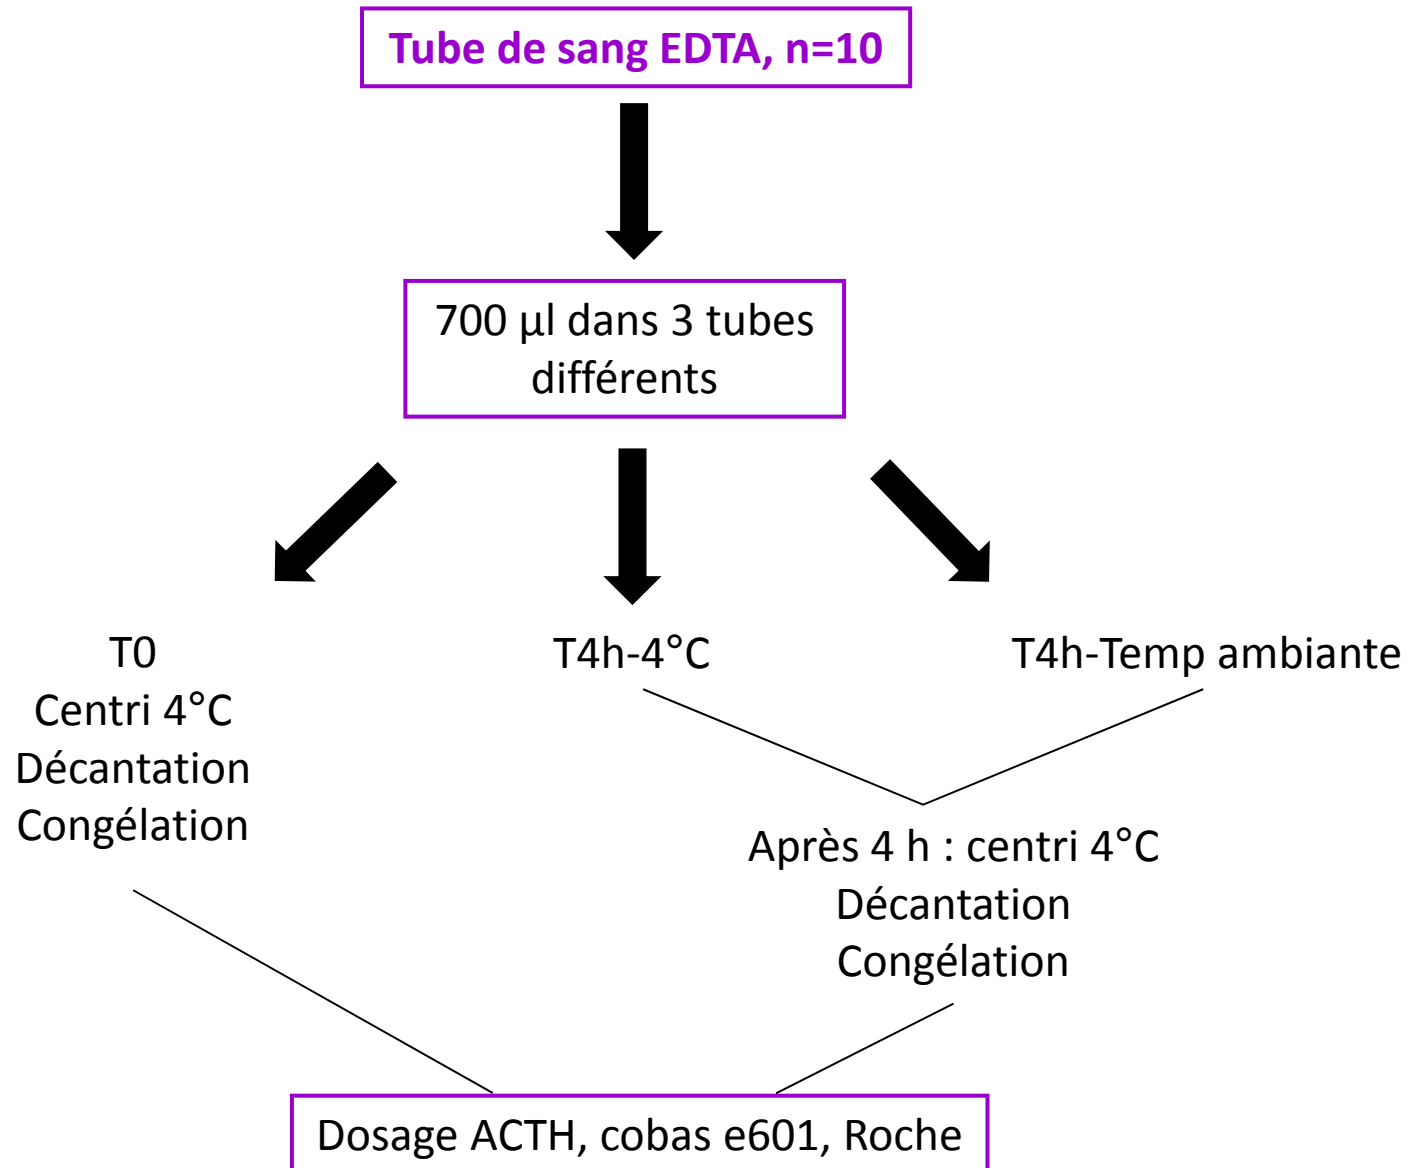 Tube de sang EDTA, n=10
700 µl dans 3 tubes
différents
T0
Centri 4°C
Décantation
Congélation
T4h-4°C
T4h-Temp ambiante
Après 4 h : centri 4°C
Décantation
Congélation
Dosage ACTH, cobas e601, Roche